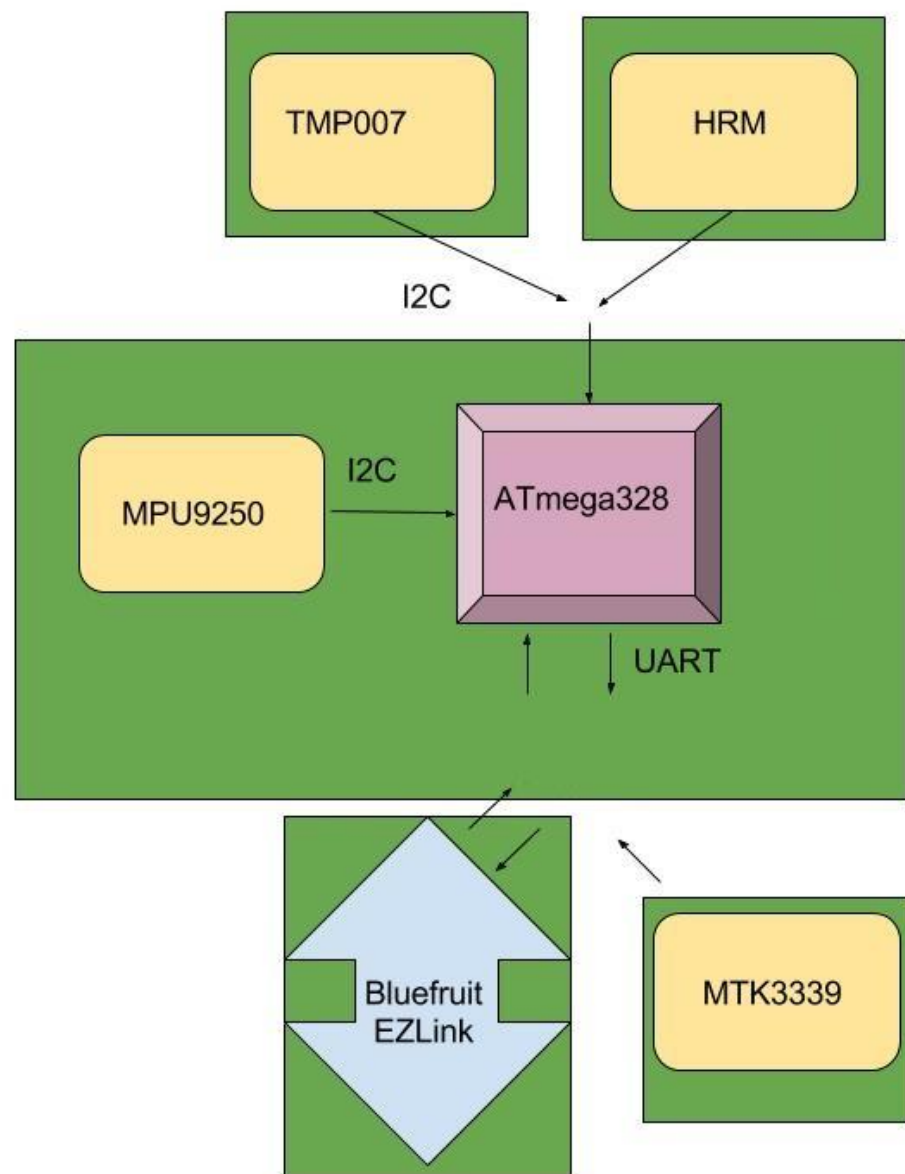 TMP007
HRM
I2C
I2C
MPU9250
ATmega328
UART
Bluefruit
EZLink
MTK3339